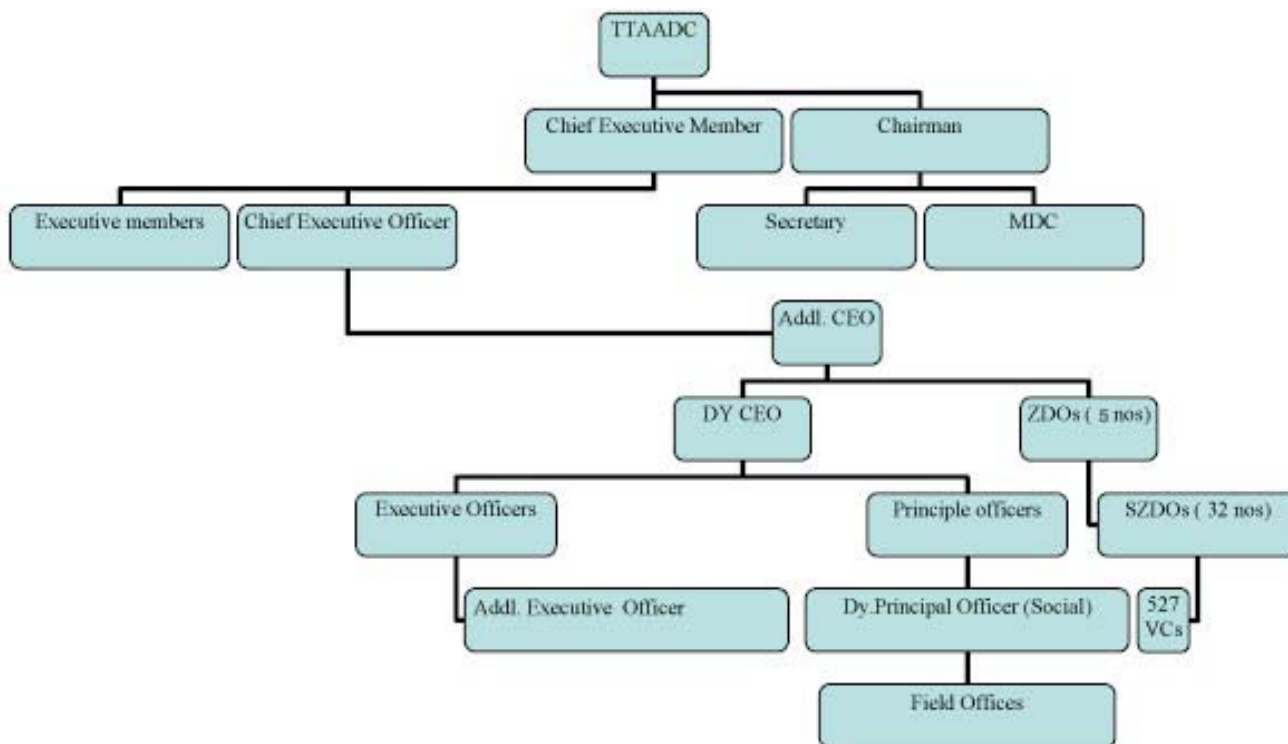 TTAADC
Chief Executive Member
Chairman
Executive members
Chief Executive Officer
Secretary
MDC
Addl. CEO
DY CEO
ZDOs ( 5 nos)
Executive Officers
Principle officers
SZDOs ( 32 nos)
Addl. Executive Officer
Dy.Principal Officer (Social)
527
VCs
Field Offices